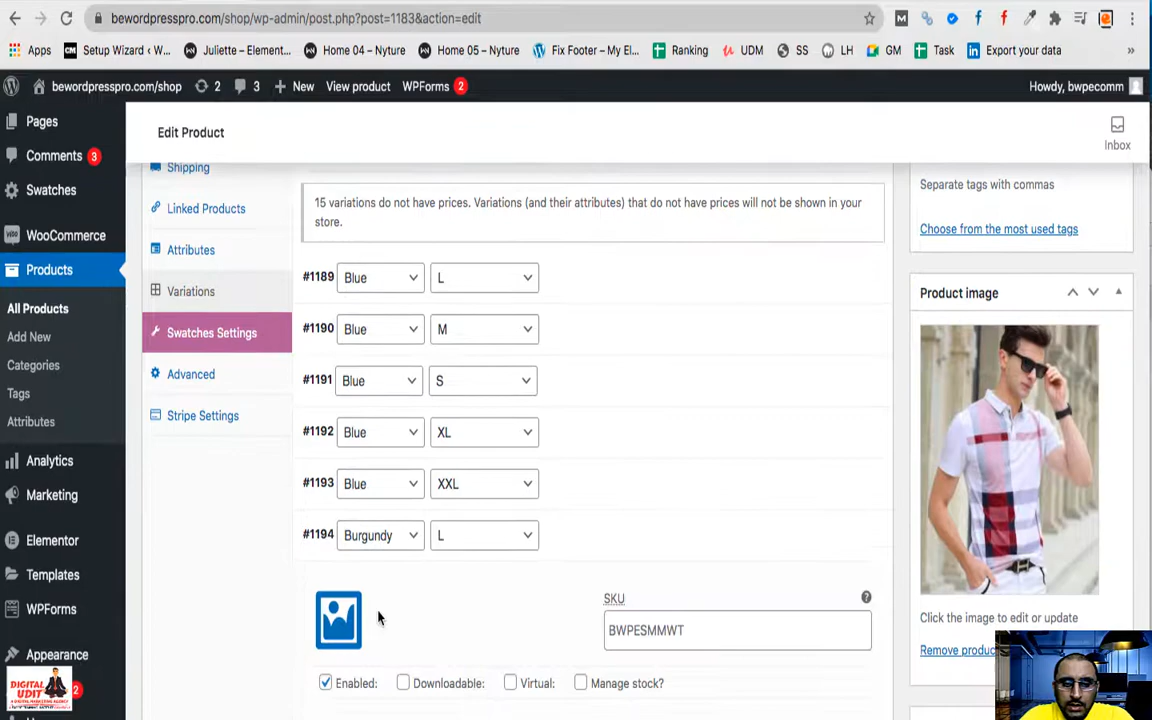 bewordpresspro.com/shop/wp-admin/post.php?post=1183&action=edit
Apps
Setup Wizard ‹ W...
Juliette – Element...
Home 04 – Nyture
Home 05 – Nyture
Fix Footer – My El...
Ranking
UDM
SS
LH
GM
Task
Export your data
»
bewordpresspro.com/shop
2
3
New
View product
WPForms 2
Howdy, bwpecomm
Pages
Comments 3
Swatches
WooCommerce
Products
All Products
Add New
Categories
Tags
Attributes
Analytics
Marketing
Elementor
Templates
WPForms
Appearance
2
DIGITAL
UDIT
Edit Product
Inbox
Shipping
Linked Products
Attributes
Variations
Swatches Settings
Advanced
Stripe Settings
15 variations do not have prices. Variations (and their attributes) that do not have prices will not be shown in your
store.
#1189 Blue L
#1190 Blue M
#1191 Blue S
#1192 Blue XL
#1193 Blue XXL
#1194 Burgundy L
SKU
BWPESMMWT
Enabled: Downloadable: Virtual: Manage stock?
Separate tags with commas
Choose from the most used tags
Product image
Click the image to edit or update
Remove produc